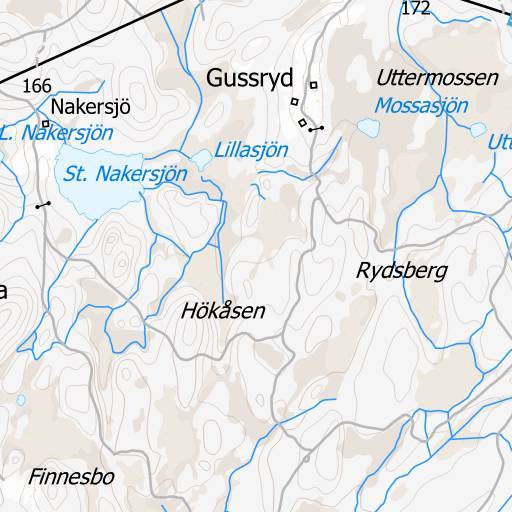 172
166
Gussryd
Uttermossen
Nakersjö
Mossasjön
L. Nakersjön
Lillasjön
Utt
St. Nakersjön
a
Rydsberg
Hökåsen
Finnesbo